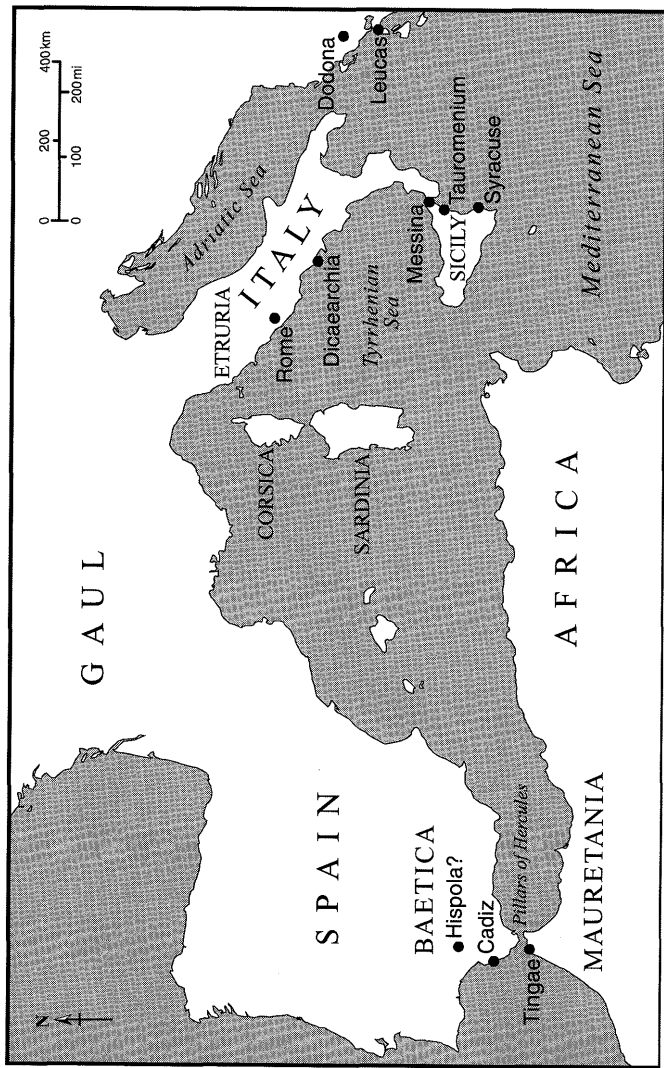 N
0 200 400km
0 100 200mi
GAUL
SPAIN
BAETICA
Hispola?
Cadiz
Pillars of Hercules
Tingae
MAURETANIA
AFRICA
CORSICA
SARDINIA
ETRURIA
ITALY
Rome
Dicaearchia
Adriatic Sea
Tyrrhenian
Sea
Messina
SICILY
Tauromenium
Syracuse
Dodona
Leucas
Mediterranean Sea